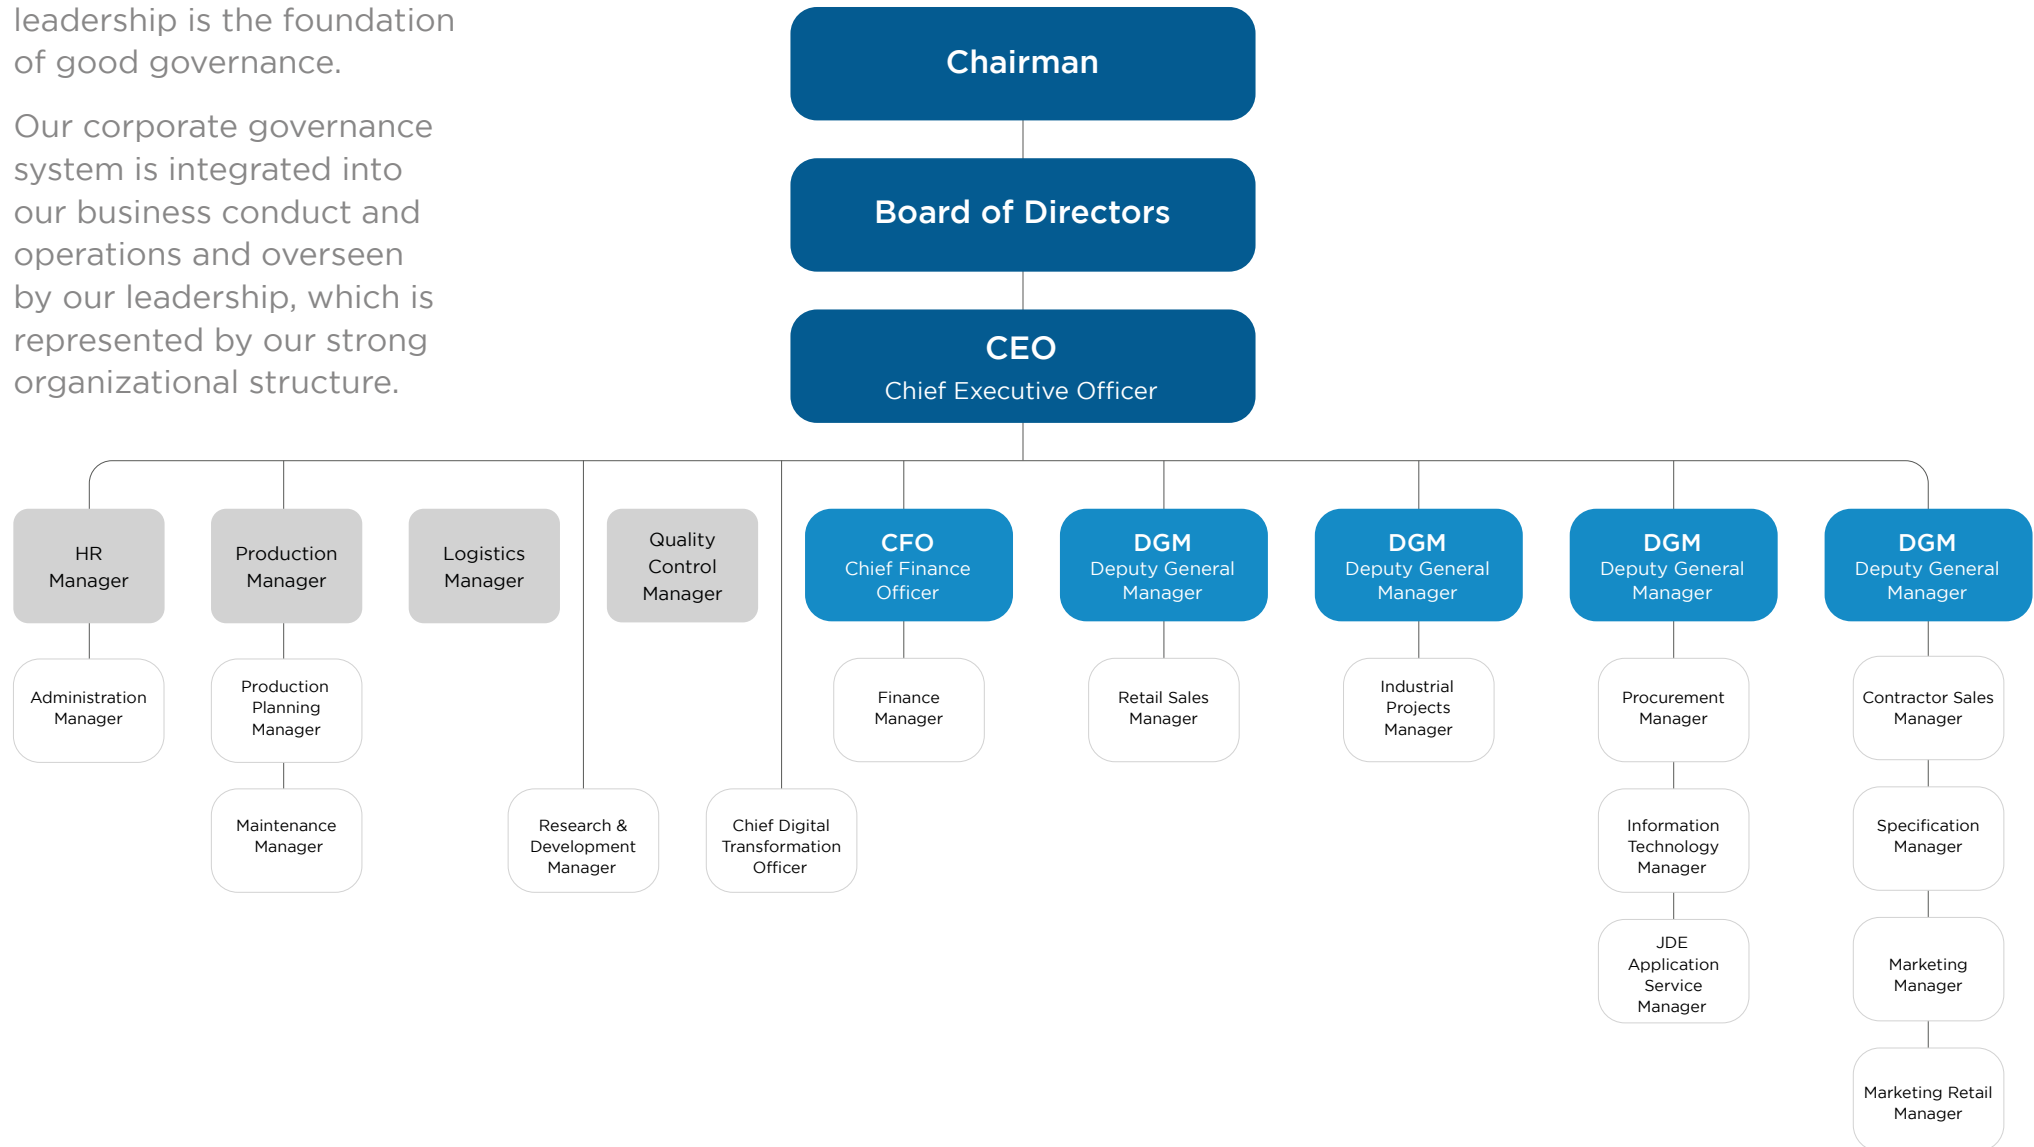 leadership is the foundation
of good governance.
Our corporate governance
system is integrated into
our business conduct and
operations and overseen
by our leadership, which is
represented by our strong
organizational structure.
Chairman
Board of Directors
CEO
Chief Executive Officer
HR
Manager
Production
Manager
Logistics
Manager
Quality
Control
Manager
CFO
Chief Finance
Officer
DGM
Deputy General
Manager
DGM
Deputy General
Manager
DGM
Deputy General
Manager
DGM
Deputy General
Manager
Administration
Manager
Production
Planning
Manager
Finance
Manager
Retail Sales
Manager
Industrial
Projects
Manager
Procurement
Manager
Contractor Sales
Manager
Maintenance
Manager
Research &
Development
Manager
Chief Digital
Transformation
Officer
Information
Technology
Manager
Specification
Manager
JDE
Application
Service
Manager
Marketing
Manager
Marketing Retail
Manager